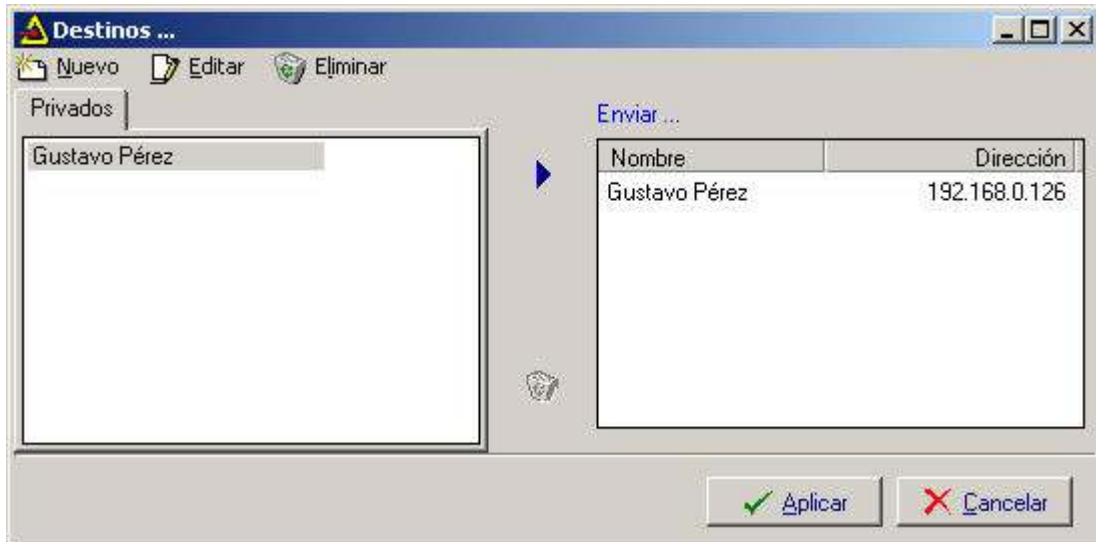 Destinos ...
Nuevo Editar Eliminar
Privados
Gustavo Pérez
Enviar ...
Nombre Dirección
Gustavo Pérez 192.168.0.126
Aplicar Cancelar